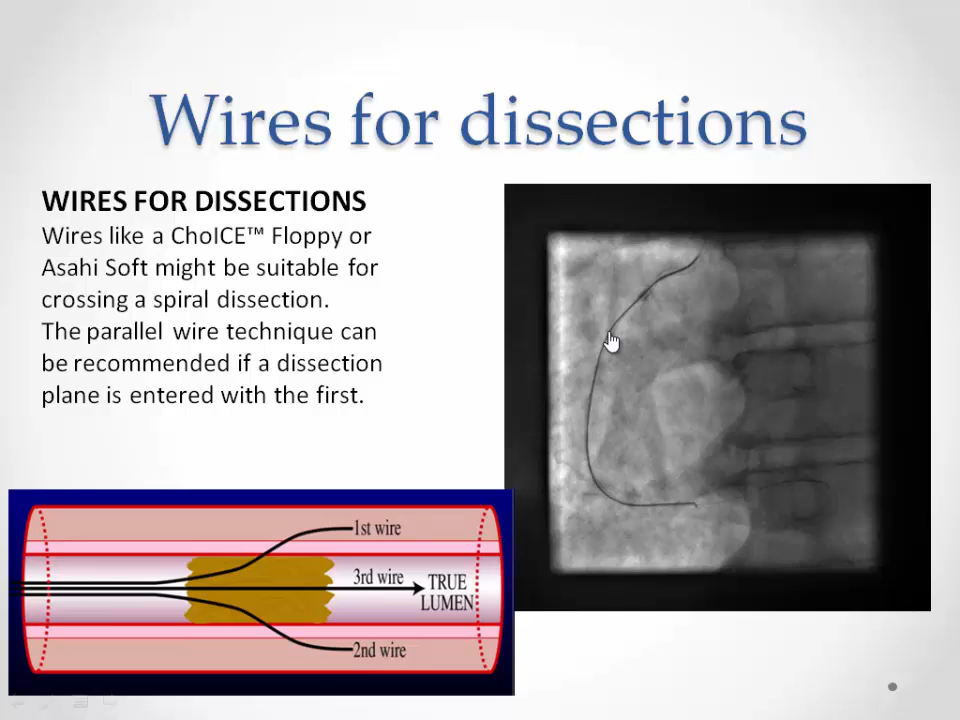 Wires for dissections
WIRES FOR DISSECTIONS
Wires like a ChoICE™ Floppy or
Asahi Soft might be suitable for
crossing a spiral dissection.
The parallel wire technique can
be recommended if a dissection
plane is entered with the first.
1st wire
3rd wire
TRUE
LUMEN
2nd wire